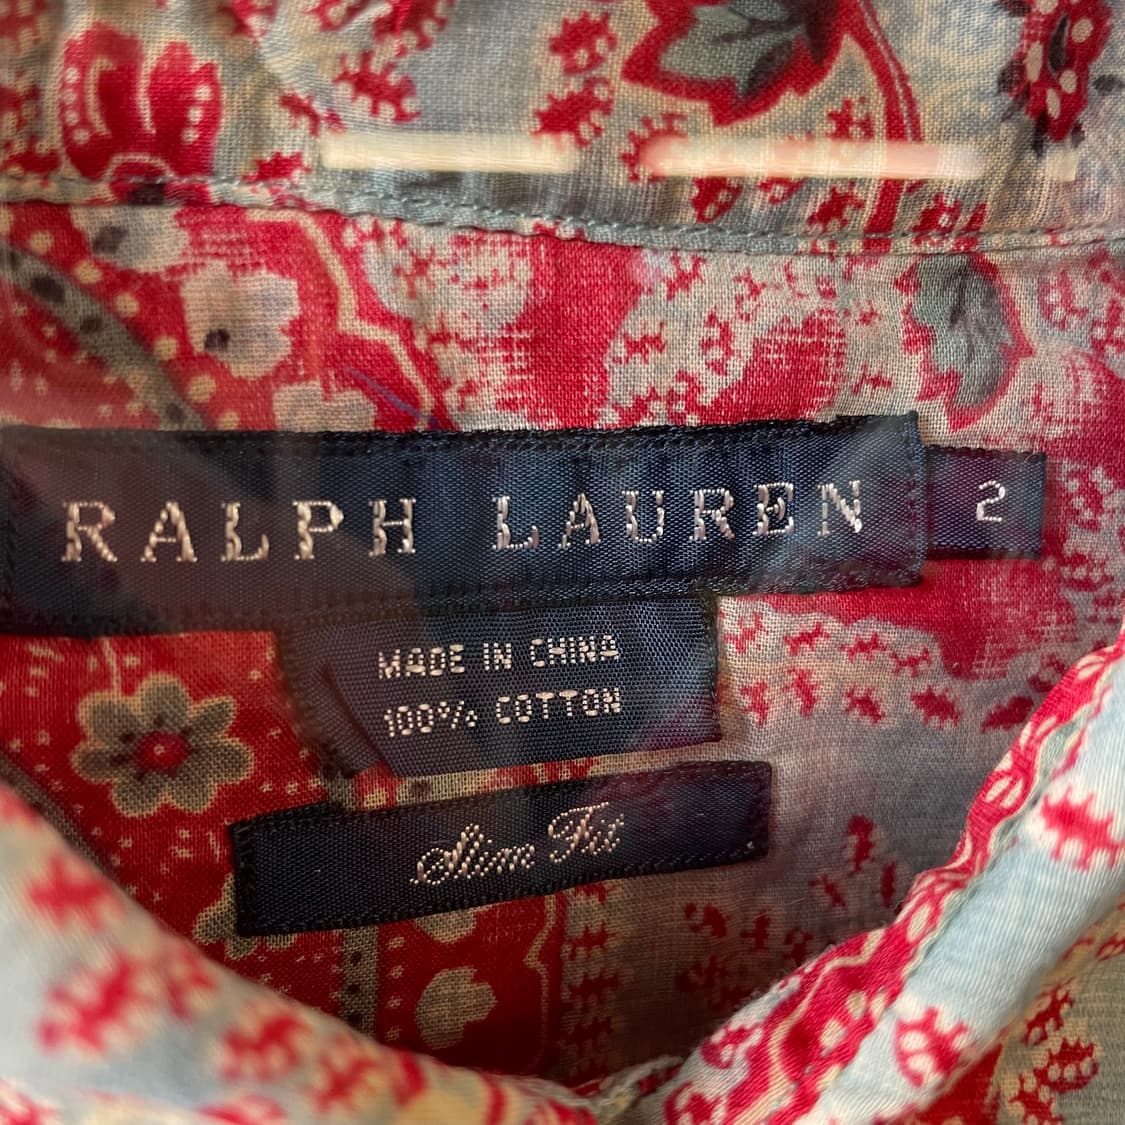 RALPH LAUREN
2
MADE IN CHINA
100% COTTON
Slim Fit